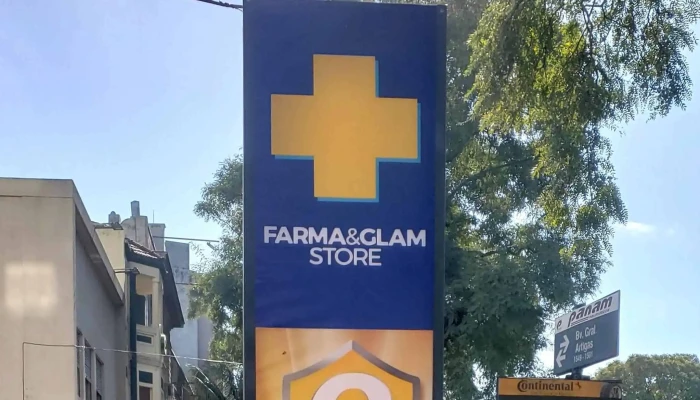 FARMA&GLAM
STORE
panam
Bv. Gral
Artigas
Continental